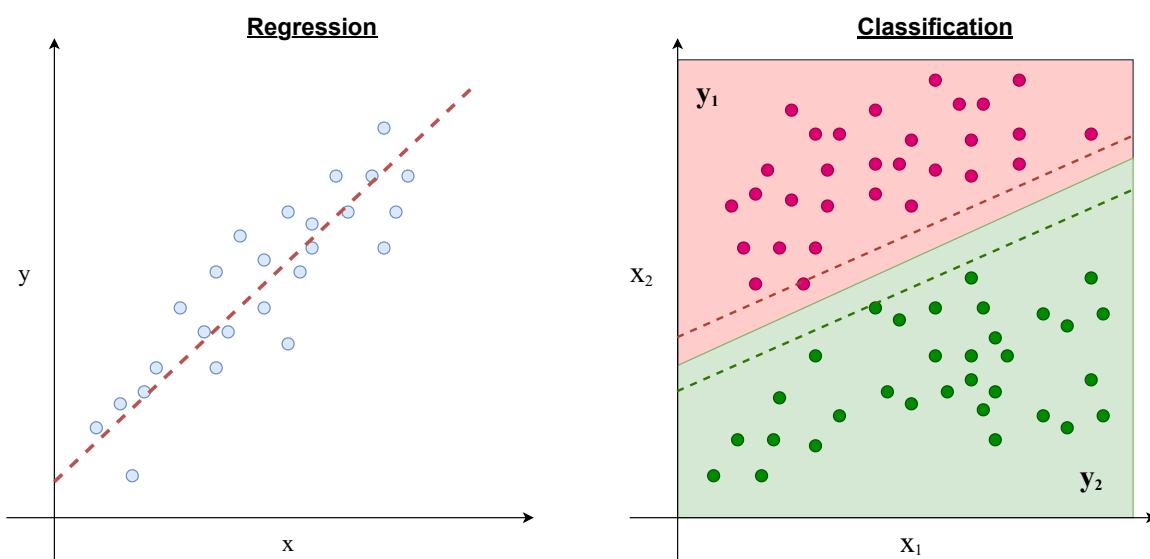 Regression
y
x
Classification
y₁
x₂
y₂
x₁